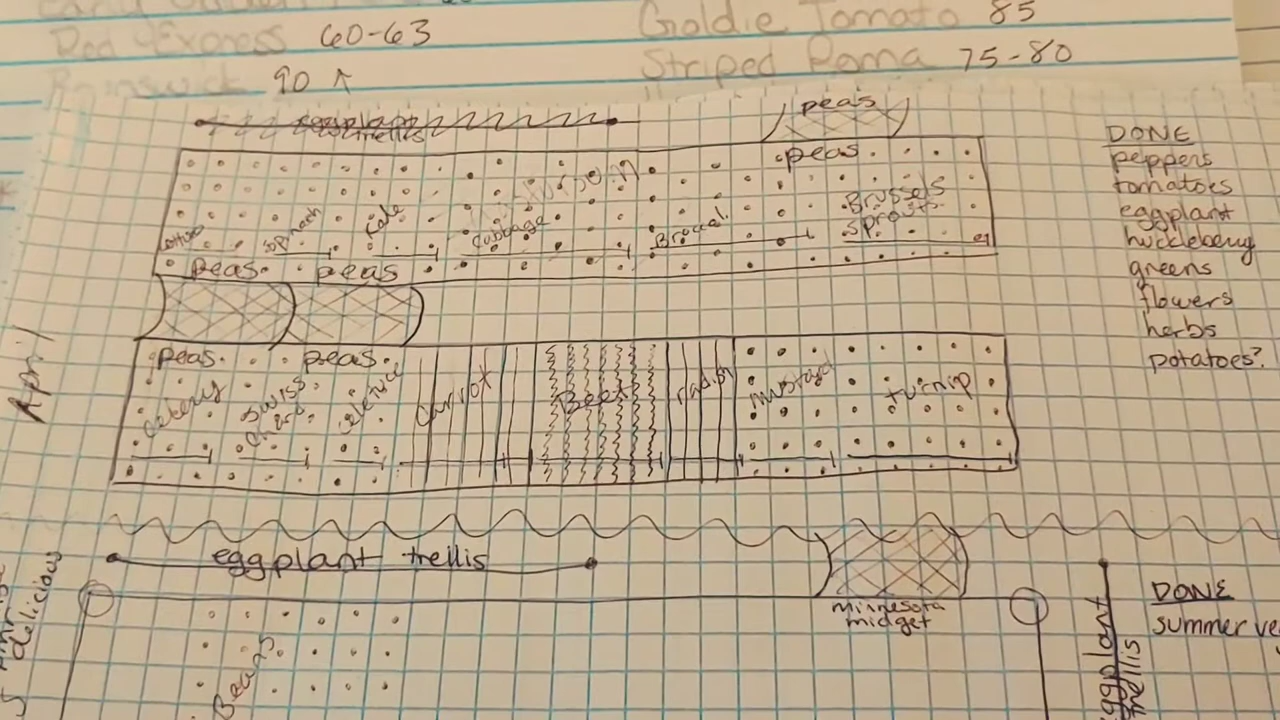 Red Express 60-63
90 ↑
Goldie Tomato 85
Striped Roma 75-80
eggplant
trellis
peas
peas
lettuce
spinach
Kale
Cabbage
Broccol.
Brussels
sprouts
peas
peas
DONE
peppers
tomatoes
eggplant
huckleberry
greens
flowers
herbs
potatoes?
April
peas
peas
celery
swiss
chard
lettuce
carrot
Beet
radish
mustard
turnip
eggplant trellis
minnesota
midget
eggplant
trellis
DONE
summer ve
delicious
Beans